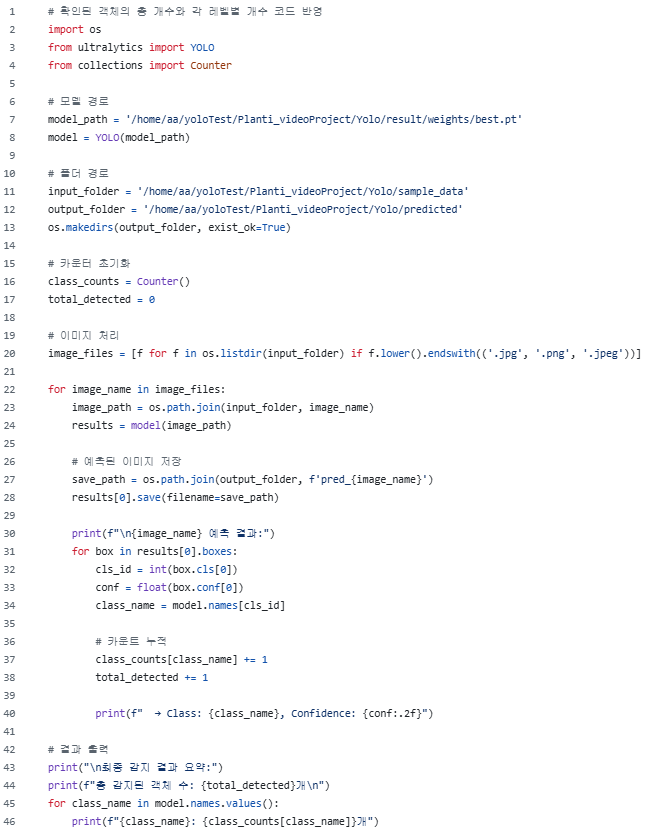 1 # 확인된 객체의 총 개수와 각 레벨별 개수 코드 반영
2 import os
3 from ultralytics import YOLO
4 from collections import Counter
5
6 # 모델 경로
7 model_path = '/home/aa/yoloTest/Planti_videoProject/Yolo/result/weights/best.pt'
8 model = YOLO(model_path)
9
10 # 폴더 경로
11 input_folder = '/home/aa/yoloTest/Planti_videoProject/Yolo/sample_data'
12 output_folder = '/home/aa/yoloTest/Planti_videoProject/Yolo/predicted'
13 os.makedirs(output_folder, exist_ok=True)
14
15 # 카운터 초기화
16 class_counts = Counter()
17 total_detected = 0
18
19 # 이미지 처리
20 image_files = [f for f in os.listdir(input_folder) if f.lower().endswith(('.jpg', '.png', '.jpeg'))]
21
22 for image_name in image_files:
23     image_path = os.path.join(input_folder, image_name)
24     results = model(image_path)
25
26     # 예측된 이미지 저장
27     save_path = os.path.join(output_folder, f'pred_{image_name}')
28     results[0].save(filename=save_path)
29
30     print(f"\n{image_name} 예측 결과:")
31     for box in results[0].boxes:
32         cls_id = int(box.cls[0])
33         conf = float(box.conf[0])
34         class_name = model.names[cls_id]
35
36         # 카운트 누적
37         class_counts[class_name] += 1
38         total_detected += 1
39
40         print(f"  → Class: {class_name}, Confidence: {conf:.2f}")
41
42 # 결과 출력
43 print("\n최종 감지 결과 요약:")
44 print(f"총 감지된 객체 수: {total_detected}개\n")
45 for class_name in model.names.values():
46     print(f"{class_name}: {class_counts[class_name]}개")